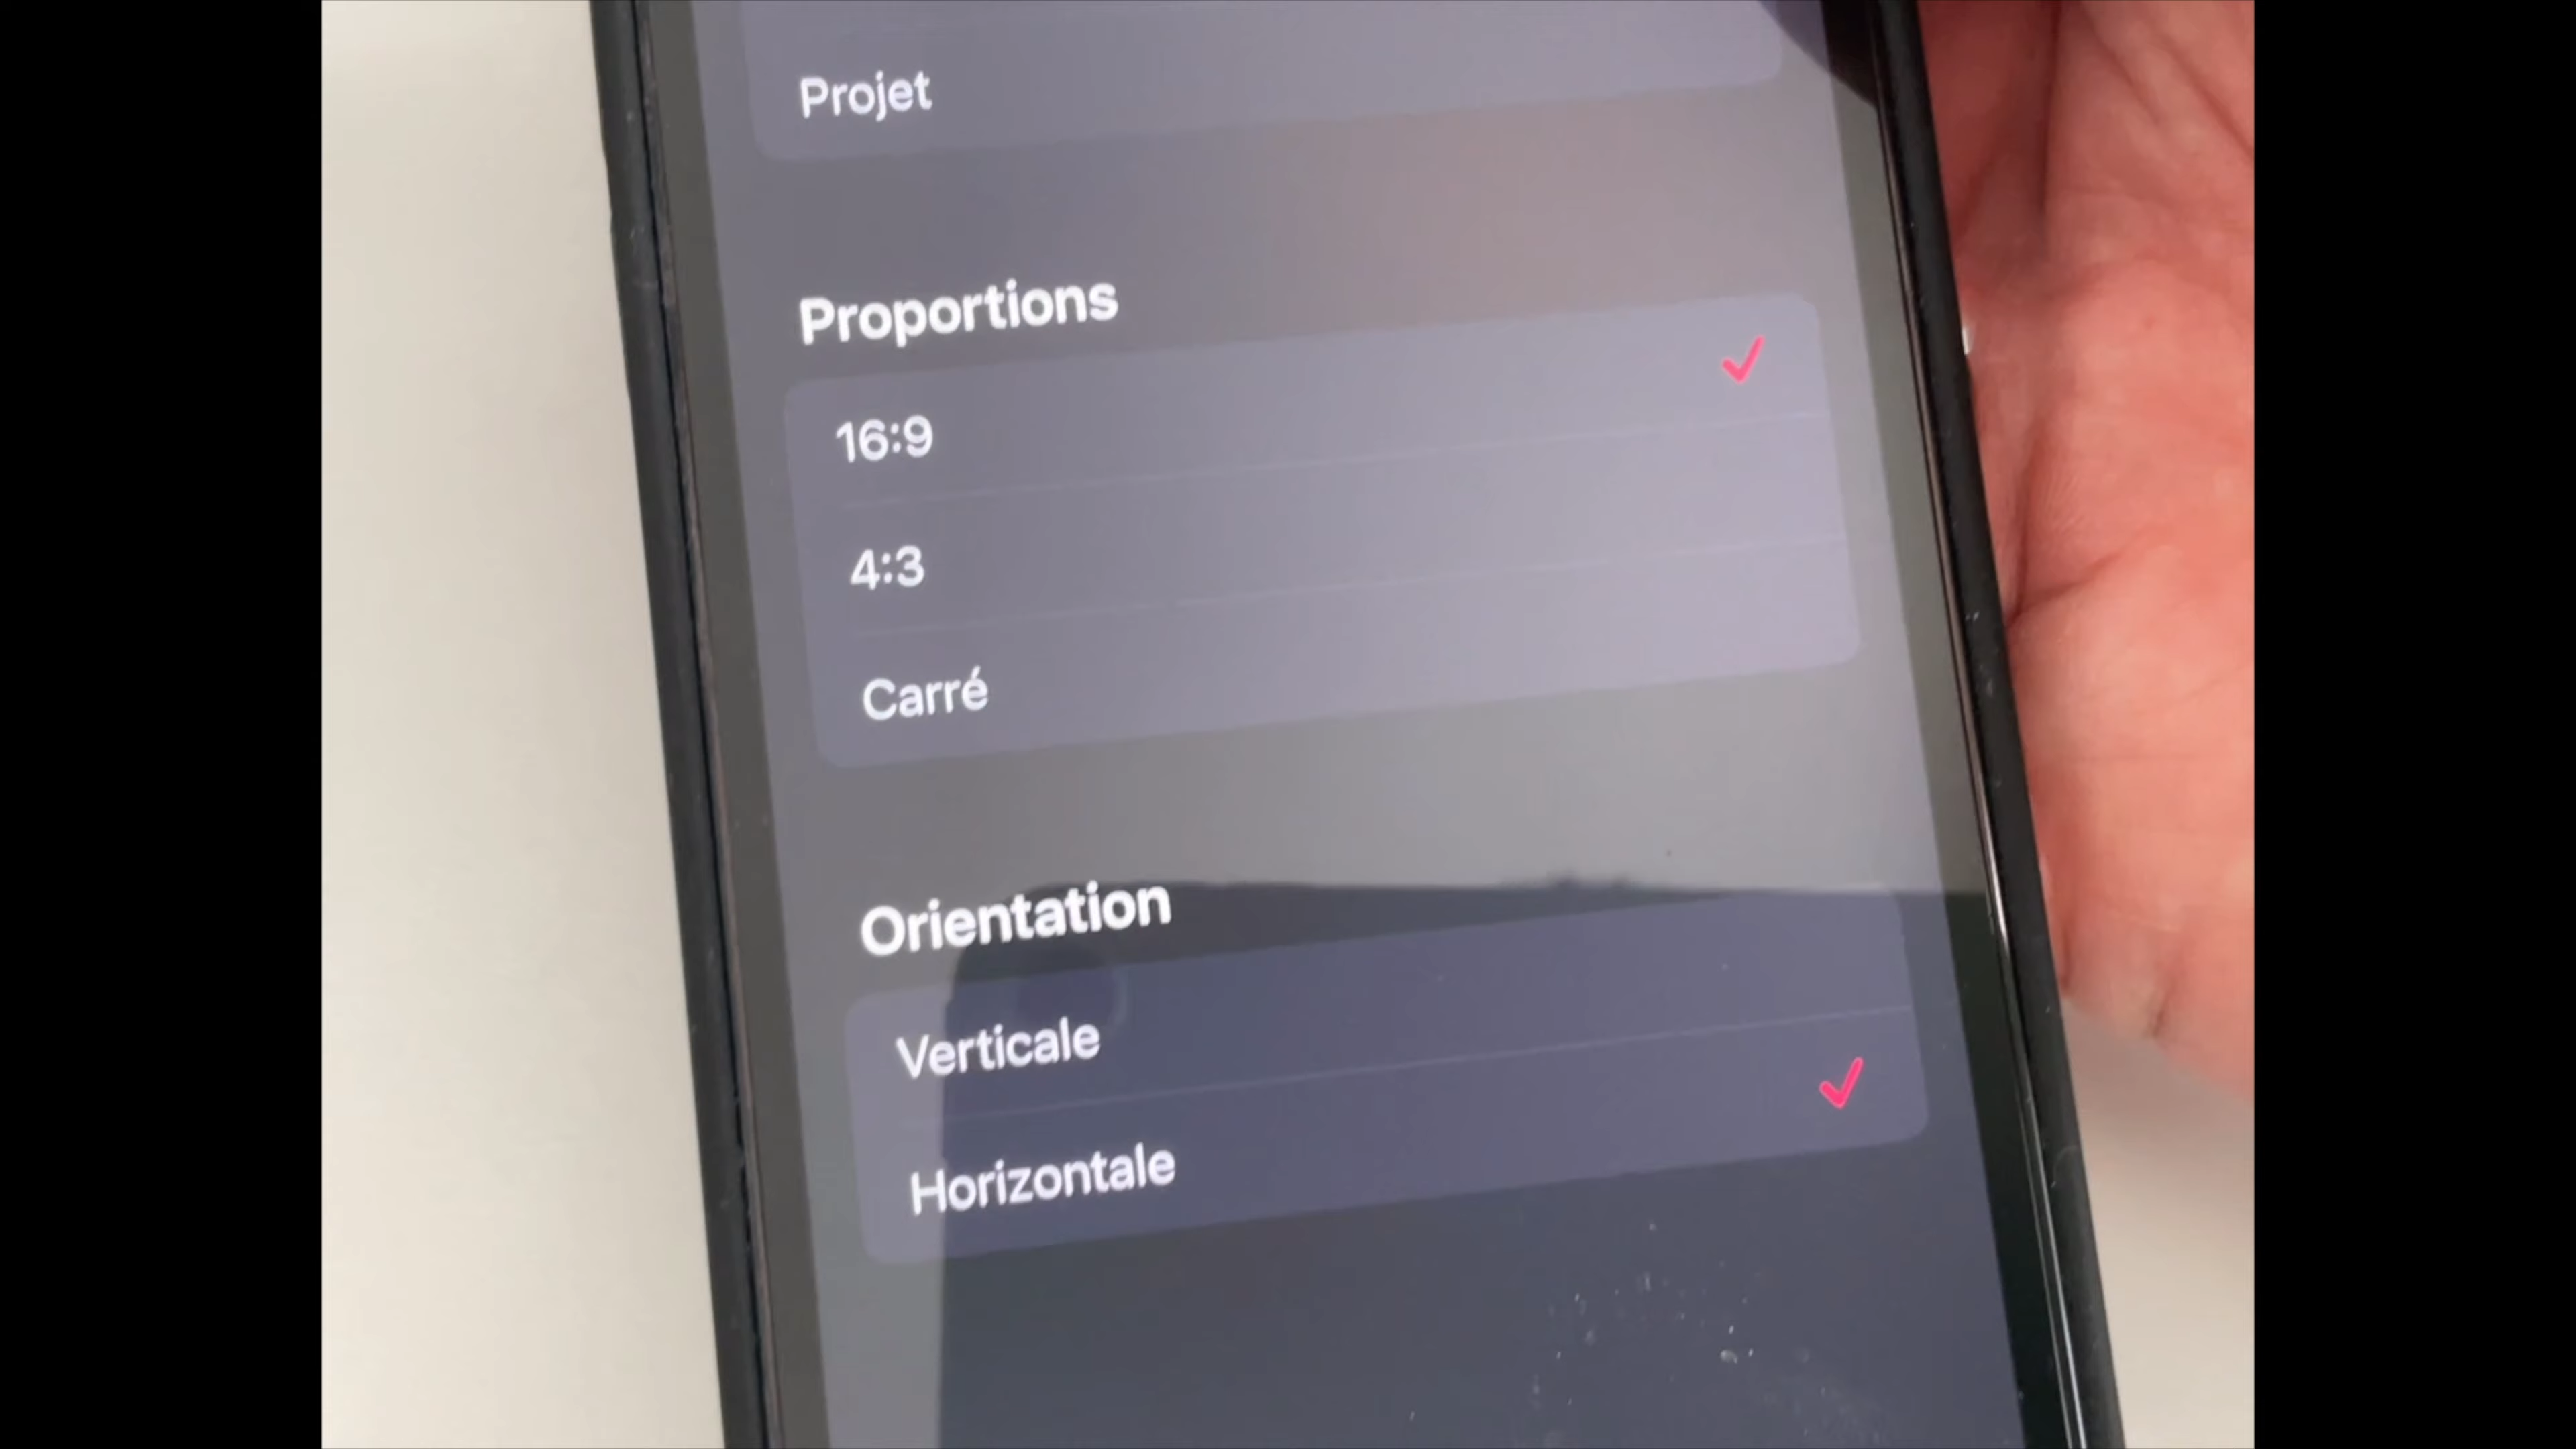 Projet
Proportions
16:9
4:3
Carré
Orientation
Verticale
Horizontale